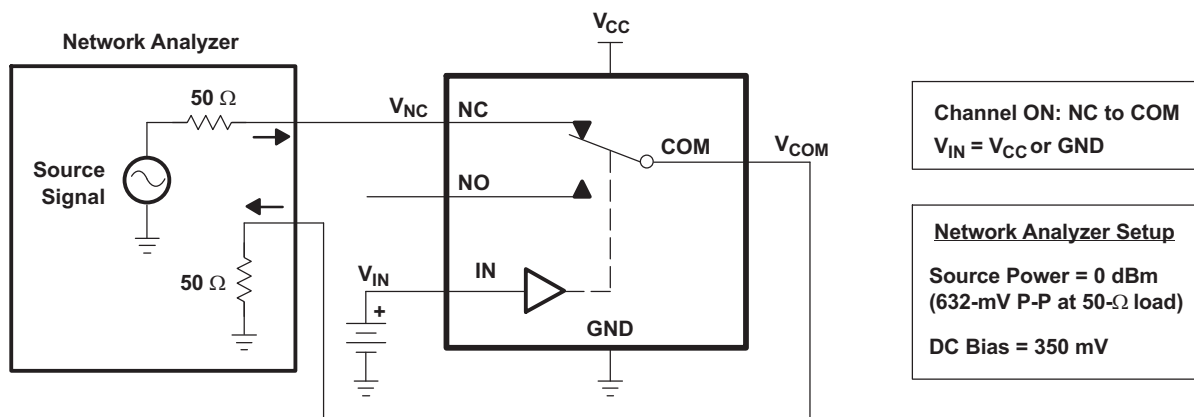 Network Analyzer
50 Ω
Source
Signal
50 Ω
V_CC
V_NC
NC
COM
V_COM
NO
V_IN
IN
+
GND
Channel ON: NC to COM
V_IN = V_CC or GND
Network Analyzer Setup
Source Power = 0 dBm
(632-mV P-P at 50-Ω load)
DC Bias = 350 mV